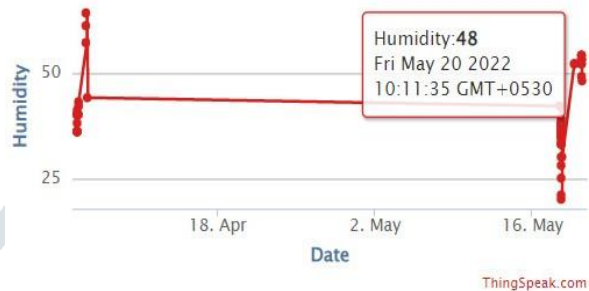 Humidity:48
Fri May 20 2022
10:11:35 GMT+0530
50
25
Humidity
18. Apr
2. May
16. May
Date
ThingSpeak.com